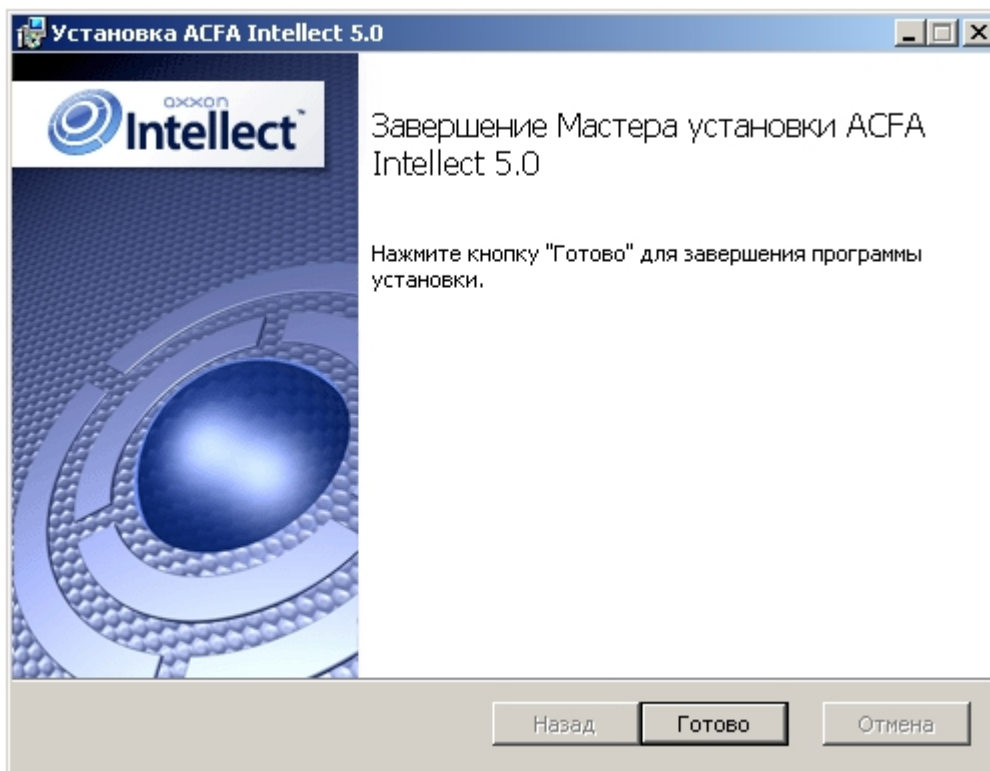 Установка ACFA Intellect 5.0
axxon
Intellect™
Завершение Мастера установки ACFA
Intellect 5.0
Нажмите кнопку "Готово" для завершения программы
установки.
Назад
Готово
Отмена